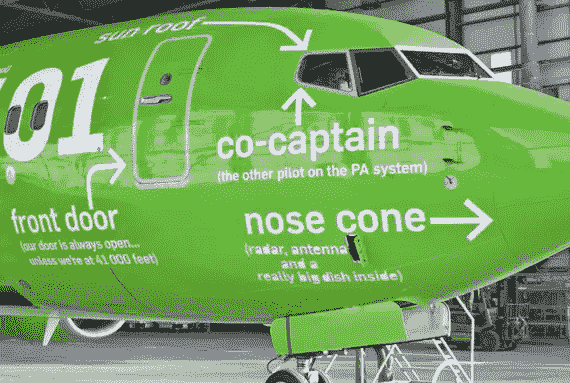 sun roof
01
co-captain
(the other pilot on the PA system)
front door
(our door is always open...
unless we're at 41 000 feet)
nose cone
(radar, antenna
and a
really big dish inside)